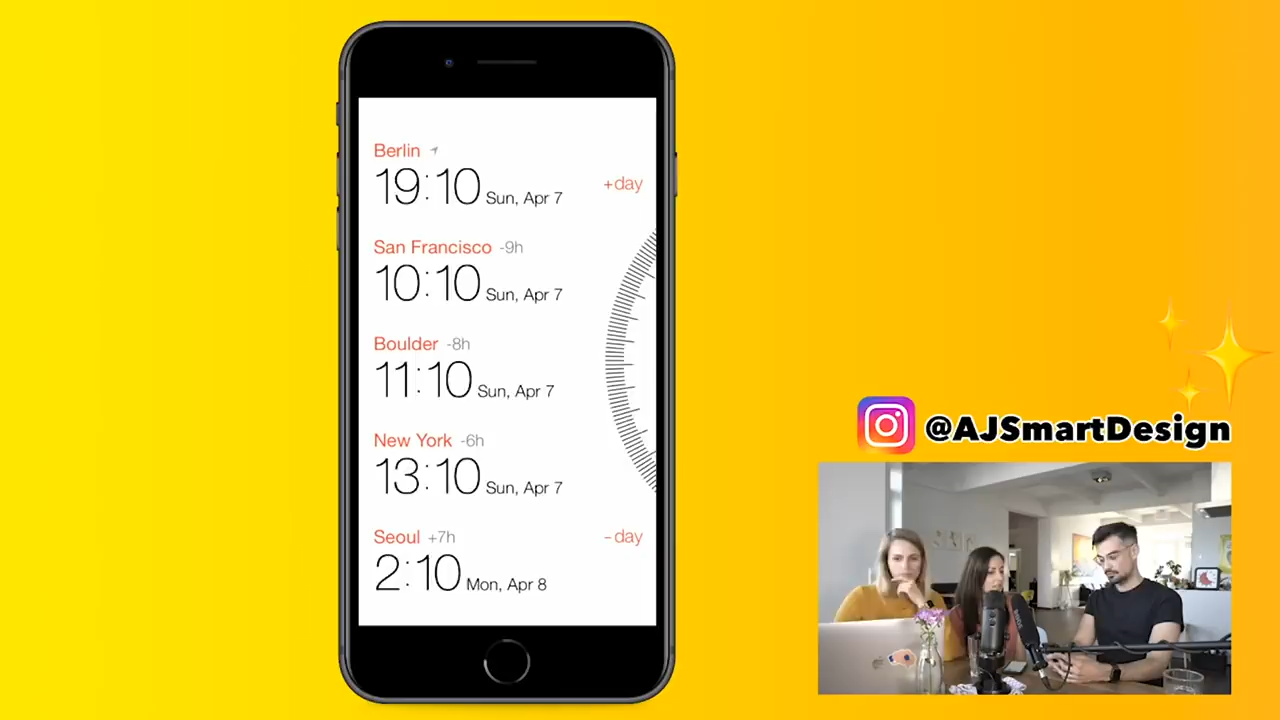 Berlin
19:10 Sun, Apr 7
+day
San Francisco -9h
10:10 Sun, Apr 7
Boulder -8h
11:10 Sun, Apr 7
New York -6h
13:10 Sun, Apr 7
Seoul +7h
- day
2:10 Mon, Apr 8
@AJSmartDesign